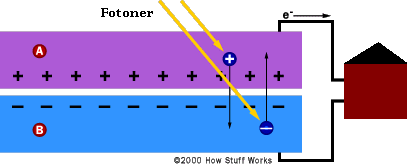 Fotoner
e-
A
+
+ + + + + + + + + +
− − − − − − − − − −
B
−
©2000 How Stuff Works